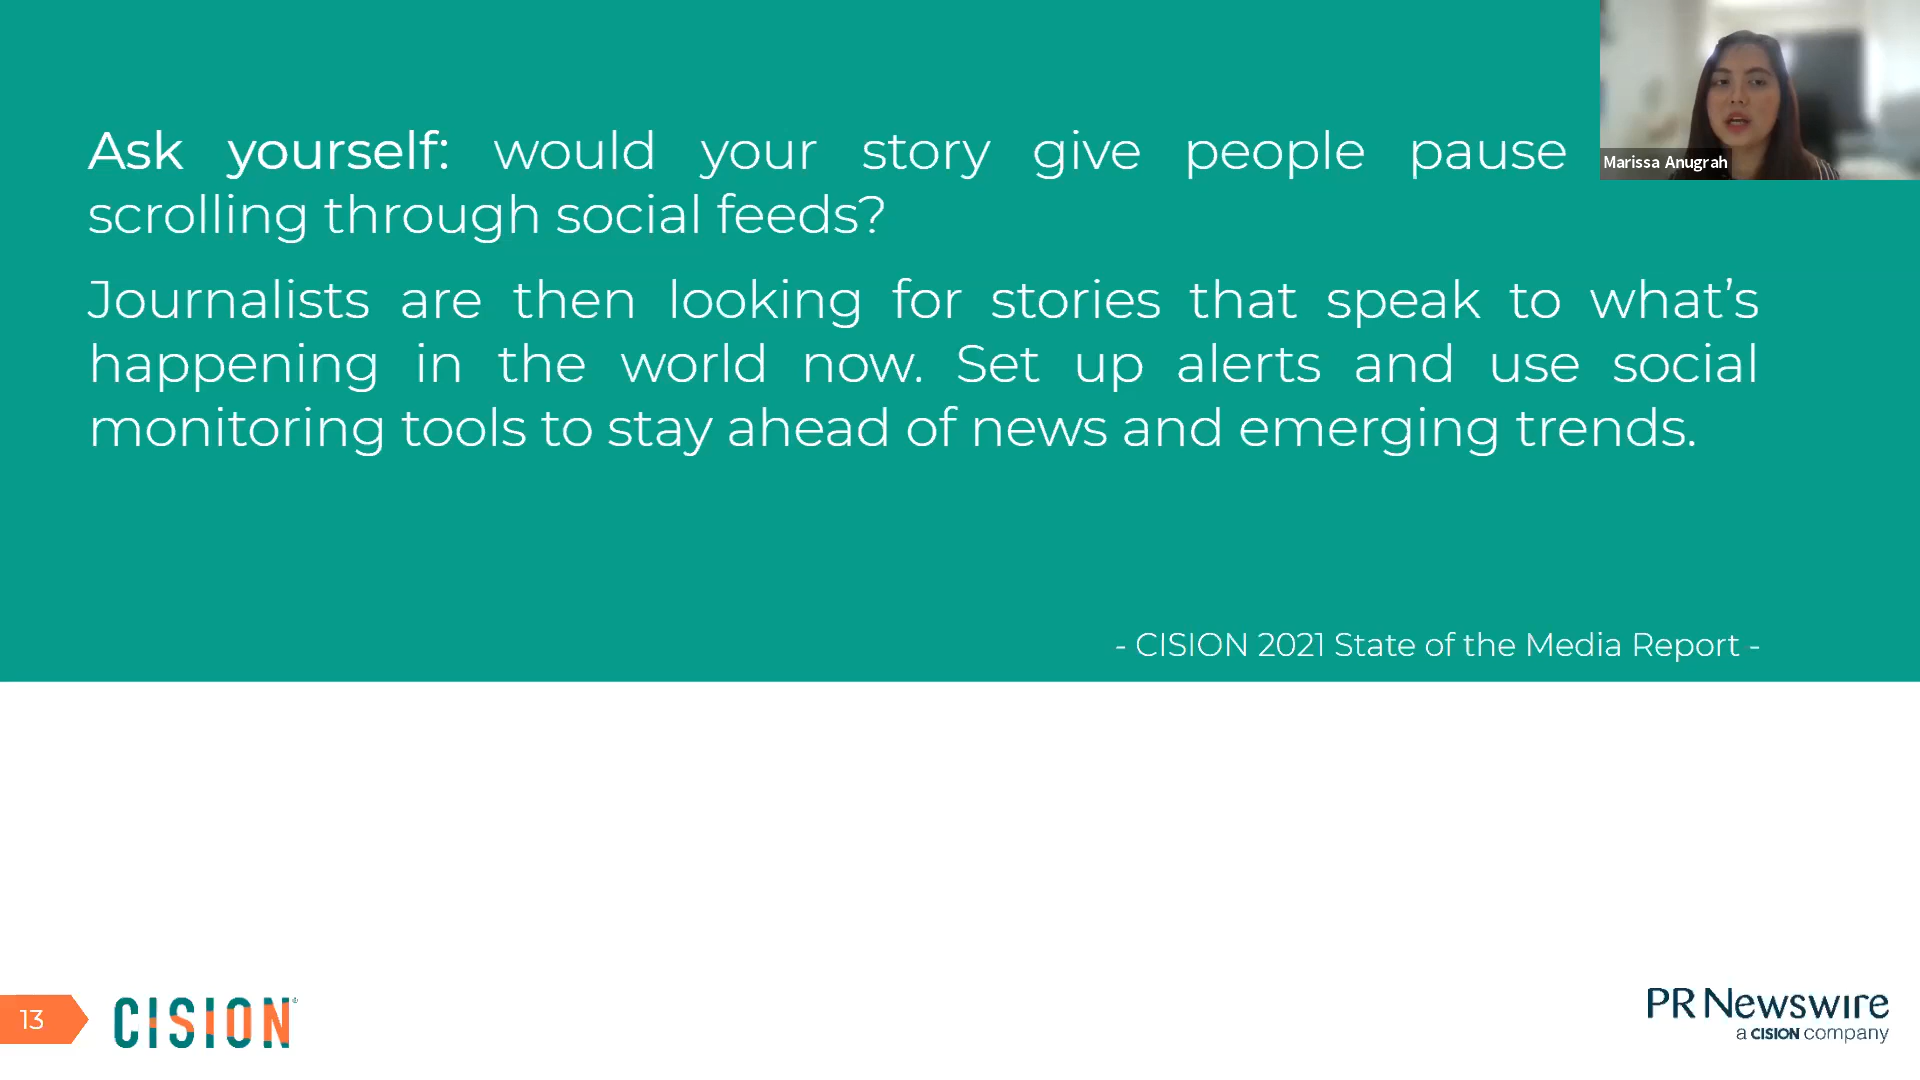 Ask yourself: would your story give people pause
scrolling through social feeds?
Journalists are then looking for stories that speak to what's
happening in the world now. Set up alerts and use social
monitoring tools to stay ahead of news and emerging trends.
- CISION 2021 State of the Media Report -
Marissa Anugrah
13
CISION®
PR Newswire
a CISION company